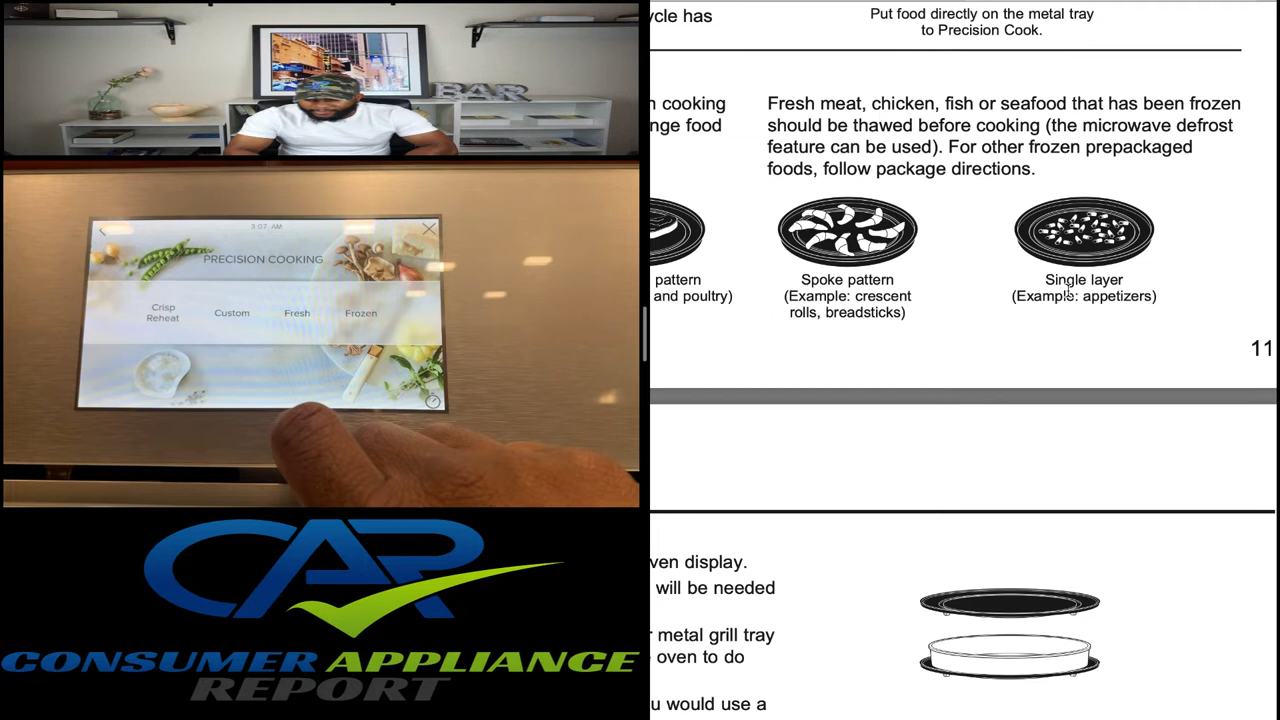 BAR
3:07 AM
PRECISION COOKING
Crisp
Reheat
Custom
Fresh
Frozen
CAR
CONSUMER APPLIANCE
REPORT
ycle has
Put food directly on the metal tray
to Precision Cook.
cooking
nge food
Fresh meat, chicken, fish or seafood that has been frozen
should be thawed before cooking (the microwave defrost
feature can be used). For other frozen prepackaged
foods, follow package directions.
pattern
and poultry)
Spoke pattern
(Example: crescent
rolls, breadsticks)
Single layer
(Example: appetizers)
11
ven display.
will be needed
r metal grill tray
oven to do
u would use a